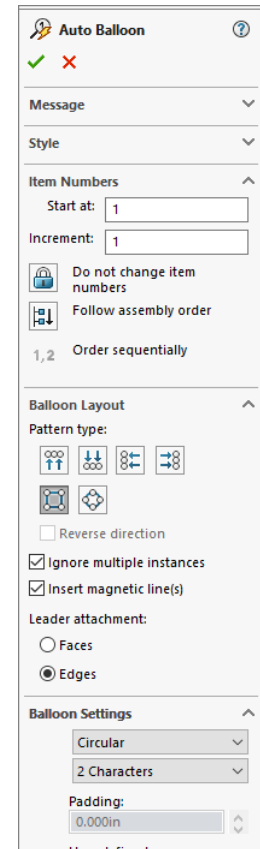 Auto Balloon
Message
Style
Item Numbers
Start at: 1
Increment: 1
Do not change item
numbers
Follow assembly order
1,2 Order sequentially
Balloon Layout
Pattern type:
Reverse direction
Ignore multiple instances
Insert magnetic line(s)
Leader attachment:
Faces
Edges
Balloon Settings
Circular
2 Characters
Padding:
0.000in